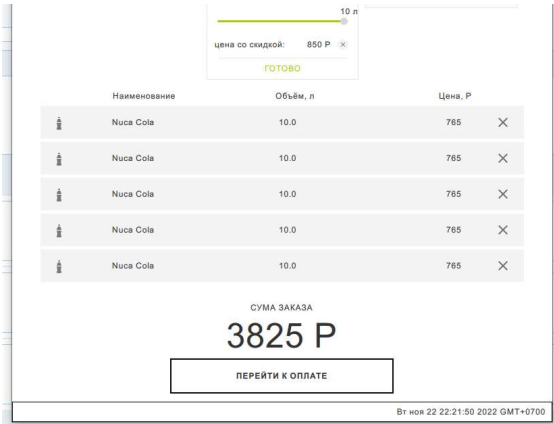 10 л
цена со скидкой: 850 Р ×
ГОТОВО
Наименование Объём, л Цена, Р
Nuca Cola 10.0 765 ×
Nuca Cola 10.0 765 ×
Nuca Cola 10.0 765 ×
Nuca Cola 10.0 765 ×
Nuca Cola 10.0 765 ×
СУМА ЗАКАЗА
3825 Р
ПЕРЕЙТИ К ОПЛАТЕ
Вт ноя 22 22:21:50 2022 GMT+0700